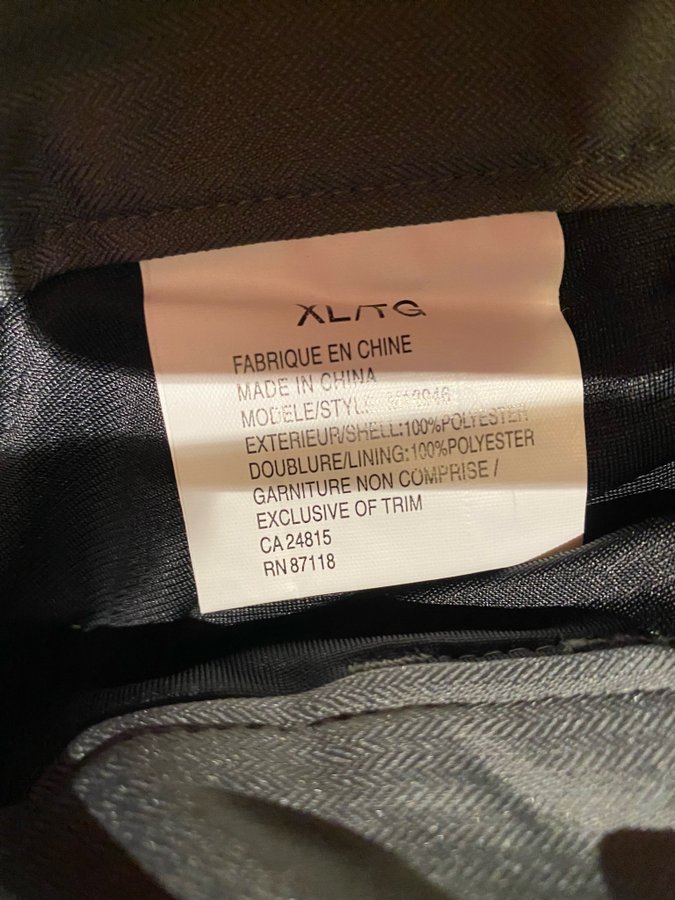 XL/TG
FABRIQUE EN CHINE
MADE IN CHINA
MODELE/STYLE
EXTERIEUR/SHELL:100%POLYESTER
DOUBLURE/LINING:100%POLYESTER
GARNITURE NON COMPRISE /
EXCLUSIVE OF TRIM
CA 24815
RN 87118